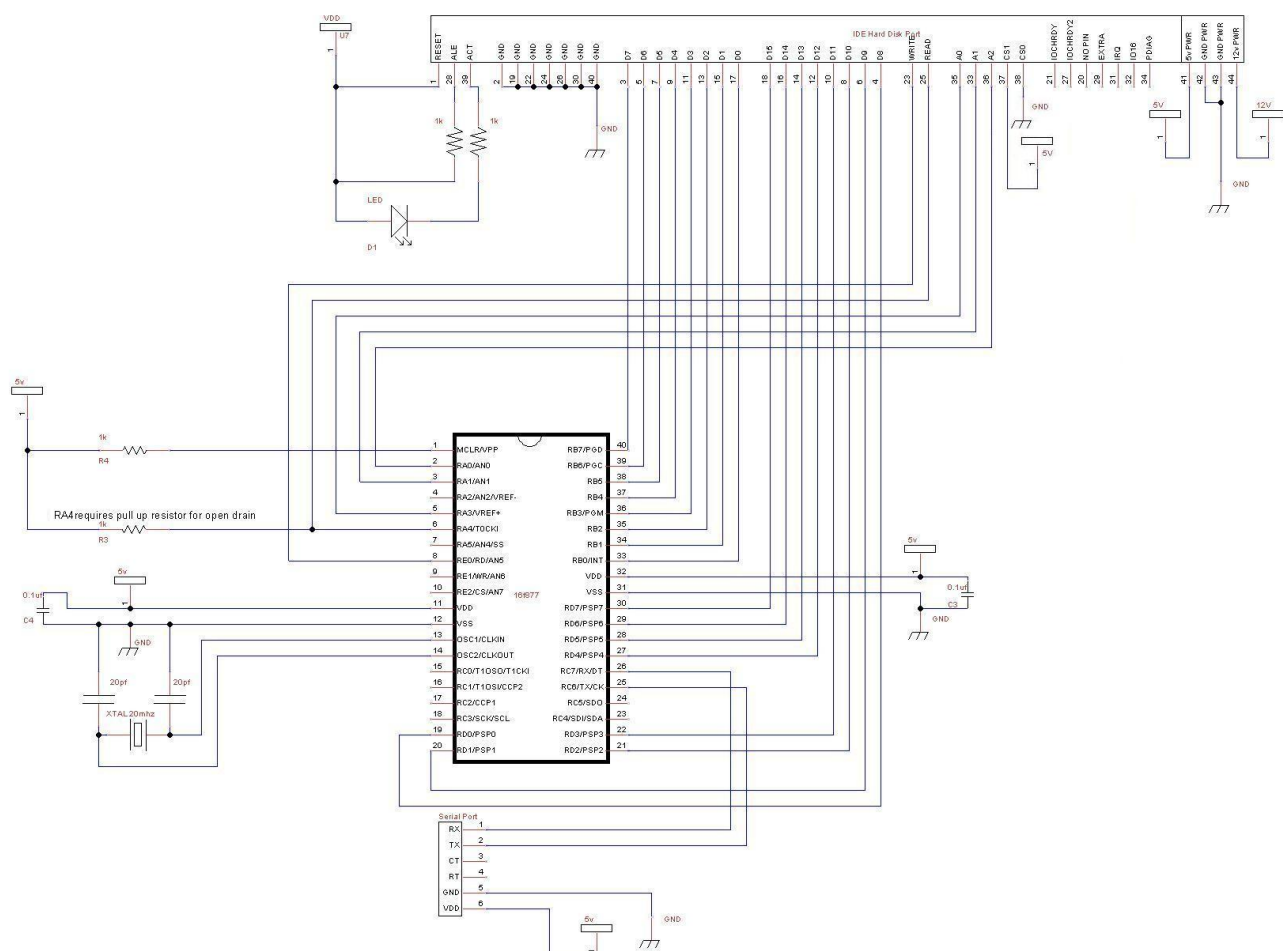 VDD
U7
1
IDE Hard Disk Port
RESET
ALE
ACT
GND
GND
GND
GND
GND
GND
GND
D7
D6
D5
D4
D3
D2
D1
D0
D15
D14
D13
D12
D11
D10
D9
D8
WRITE
READ
A0
A1
A2
CS1
CS0
IOCHRDY
IOCHRDY2
NO PIN
EXTRA
IRQ
IO16
PDIAG
5v PWR
GND PWR
GND PWR
12v PWR
1
28
39
2
19
22
24
26
30
40
3
5
7
9
11
13
15
17
18
16
14
12
10
8
6
4
23
25
35
33
36
37
38
21
27
20
29
31
32
34
41
42
43
44
1k
1k
GND
GND
5V
1
5V
1
12V
1
GND
LED
D1
5v
1
1k
R4
RA4 requires pull up resistor for open drain
1k
R3
1 MCLR/VPP RB7/PGD 40
2 RA0/AN0 RB6/PGC 39
3 RA1/AN1 RB5 38
4 RA2/AN2/VREF- RB4 37
5 RA3/VREF+ RB3/PGM 36
6 RA4/TOCKI RB2 35
7 RA5/AN4/SS RB1 34
8 RE0/RD/AN5 RB0/INT 33
9 RE1/WR/AN6 VDD 32
10 RE2/CS/AN7 16f877 VSS 31
11 VDD RD7/PSP7 30
12 VSS RD6/PSP6 29
13 OSC1/CLKIN RD5/PSP5 28
14 OSC2/CLKOUT RD4/PSP4 27
15 RC0/T1OSO/T1CKI RC7/RX/DT 26
16 RC1/T1OSI/CCP2 RC6/TX/CK 25
17 RC2/CCP1 RC5/SDO 24
18 RC3/SCK/SCL RC4/SDI/SDA 23
19 RD0/PSP0 RD3/PSP3 22
20 RD1/PSP1 RD2/PSP2 21
5v
1
0.1uf
C4
GND
20pf
20pf
XTAL20mhz
5v
1
0.1uf
C3
GND
Serial Port
RX 1
TX 2
CT 3
RT 4
GND 5
VDD 6
GND
5v